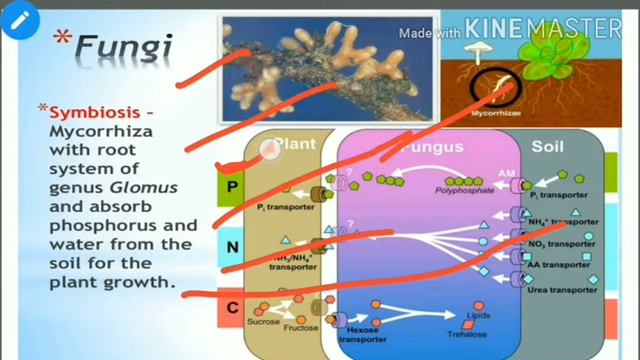 Made with KINEMASTER
* Fungi
* Symbiosis –
Mycorrhiza
with root
system of
genus Glomus
and absorb
phosphorus and
water from the
soil for the
plant growth.
Mycorrhizae
Plant
Fungus
Soil
P
?
AM
Polyphosphate
Pi transporter
Pi transporter
N
?
NH4+ transporter
NO3 transporter
NH3/NH4+
transporter
AA transporter
Urea transporter
C
Sucrose
Fructose
Hexose
transporter
Lipids
Trehalose